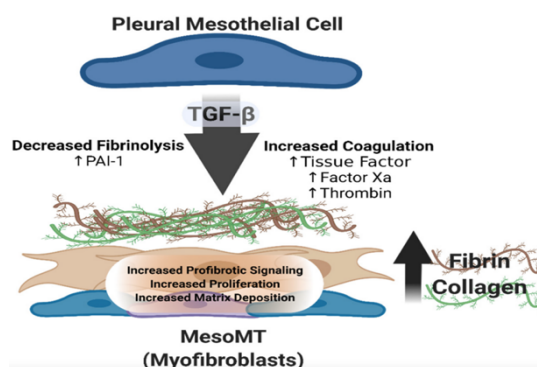 Pleural Mesothelial Cell
TGF-β
Decreased Fibrinolysis
↑ PAI-1
Increased Coagulation
↑ Tissue Factor
↑ Factor Xa
↑ Thrombin
Increased Profibrotic Signaling
Increased Proliferation
Increased Matrix Deposition
Fibrin
Collagen
MesoMT
(Myofibroblasts)